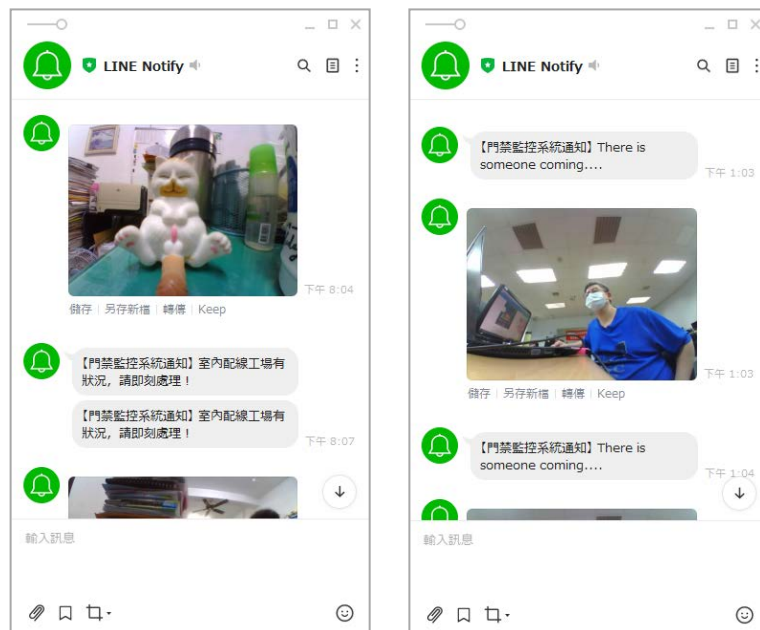 LINE Notify
下午 8:04
儲存 | 另存新檔 | 轉傳 | Keep
【門禁監控系統通知】室內配線工場有
狀況，請即刻處理！
【門禁監控系統通知】室內配線工場有
狀況，請即刻處理！
下午 8:07
輸入訊息
LINE Notify
【門禁監控系統通知】There is
someone coming....
下午 1:03
下午 1:03
儲存 | 另存新檔 | 轉傳 | Keep
【門禁監控系統通知】There is
someone coming....
下午 1:04
輸入訊息